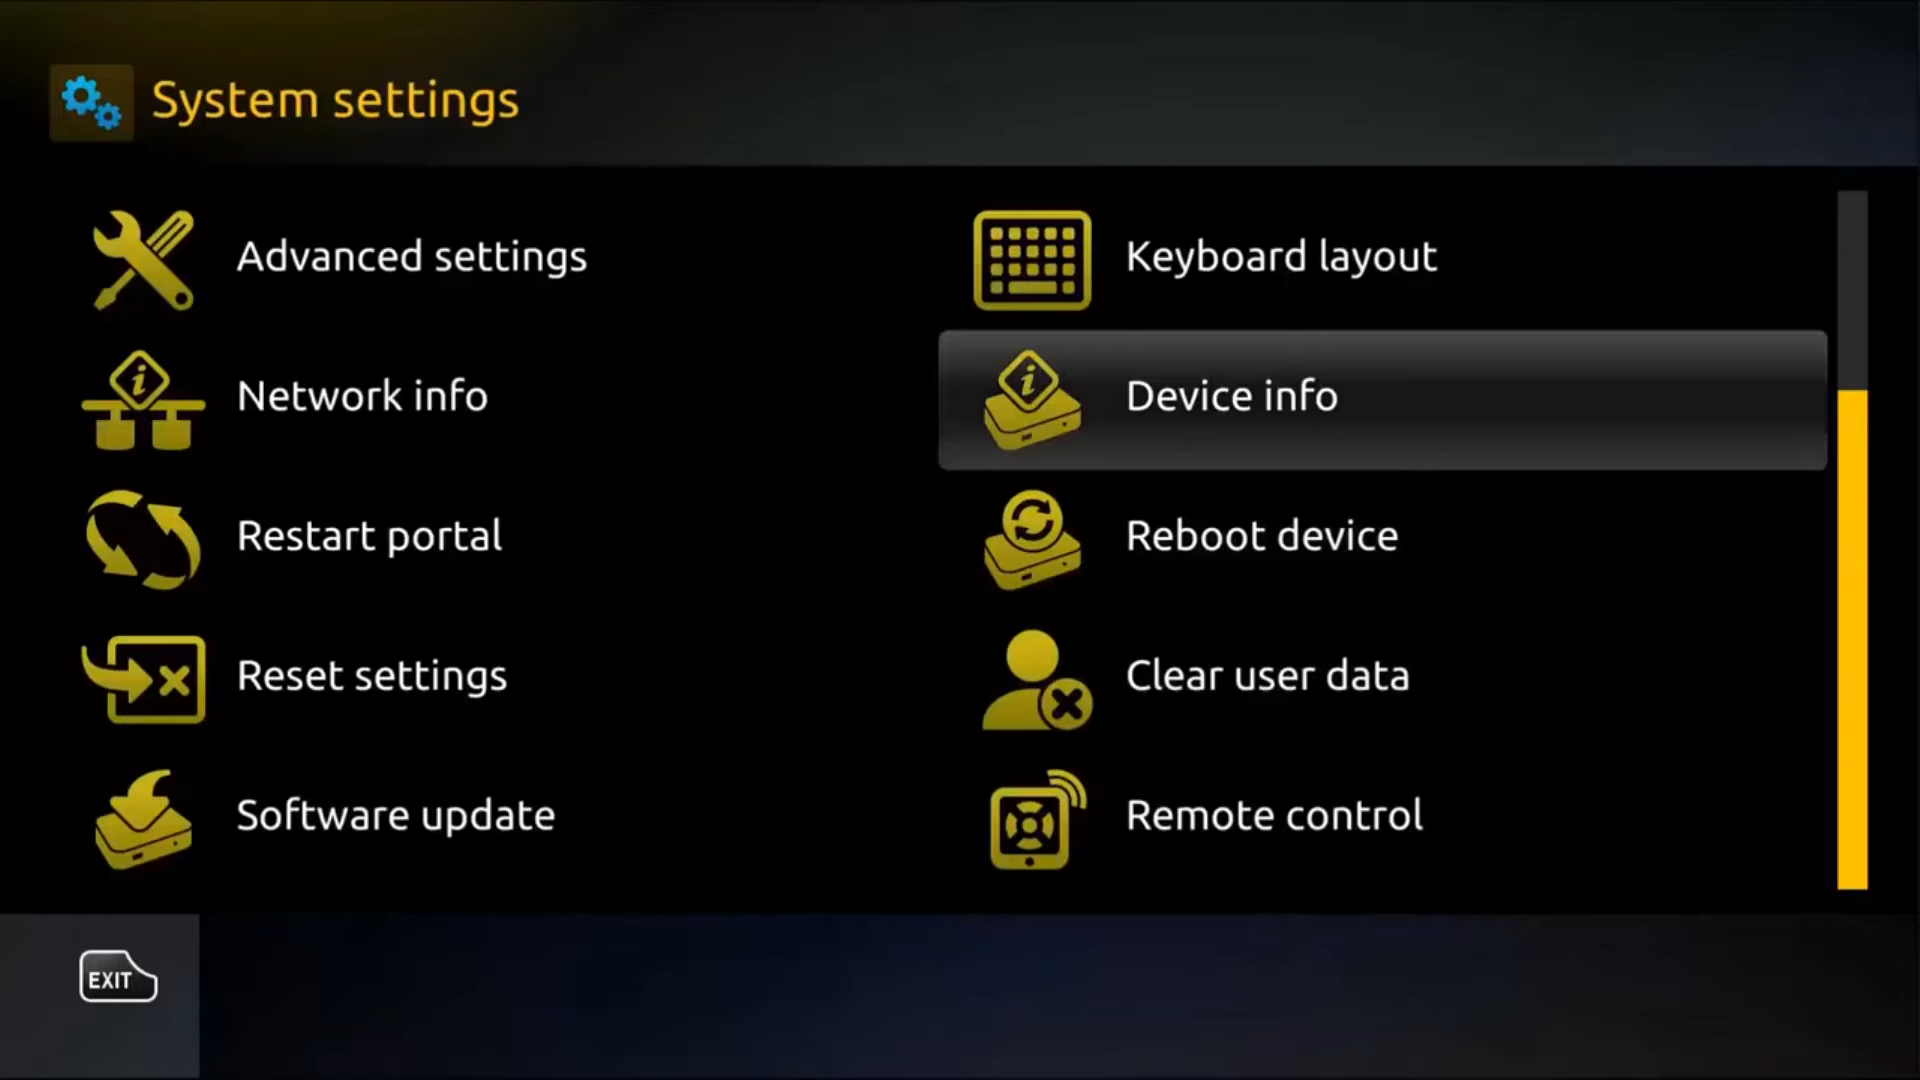 System settings
Advanced settings
Keyboard layout
Network info
Device info
Restart portal
Reboot device
Reset settings
Clear user data
Software update
Remote control
EXIT